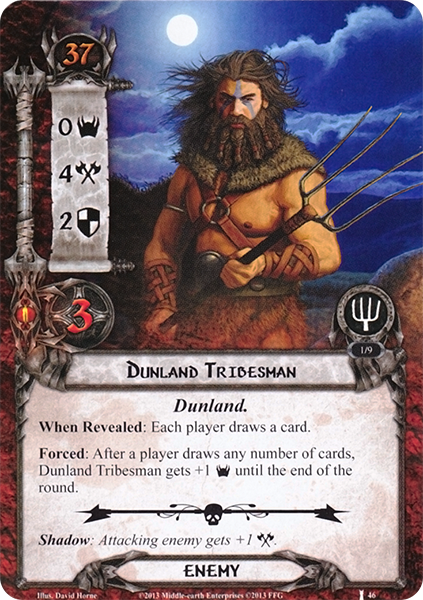 37
0
4
2
3
1/9
DUNLAND TRIBESMAN
Dunland.
When Revealed: Each player draws a card.
Forced: After a player draws any number of cards,
Dunland Tribesman gets +1 until the end of the
round.
Shadow: Attacking enemy gets +1 .
ENEMY
Illus. David Horne ©2013 Middle-earth Enterprises ©2013 FFG 46